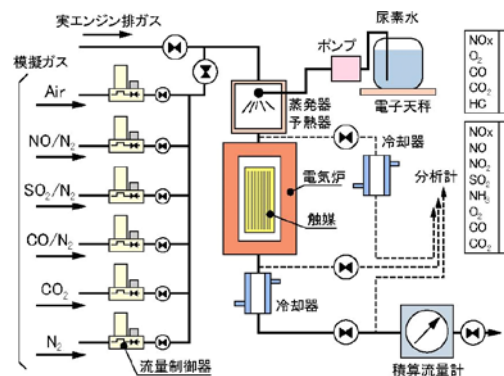 実エンジン排ガス
模擬ガス
Air
NO/N₂
SO₂/N₂
CO/N₂
CO₂
N₂
流量制御器
尿素水
ポンプ
電子天秤
蒸発器
予熱器
冷却器
電気炉
触媒
分析計
冷却器
積算流量計
NOx
O₂
CO
CO₂
HC
NOx
NO
NO₂
SO₂
NH₃
O₂
CO
CO₂